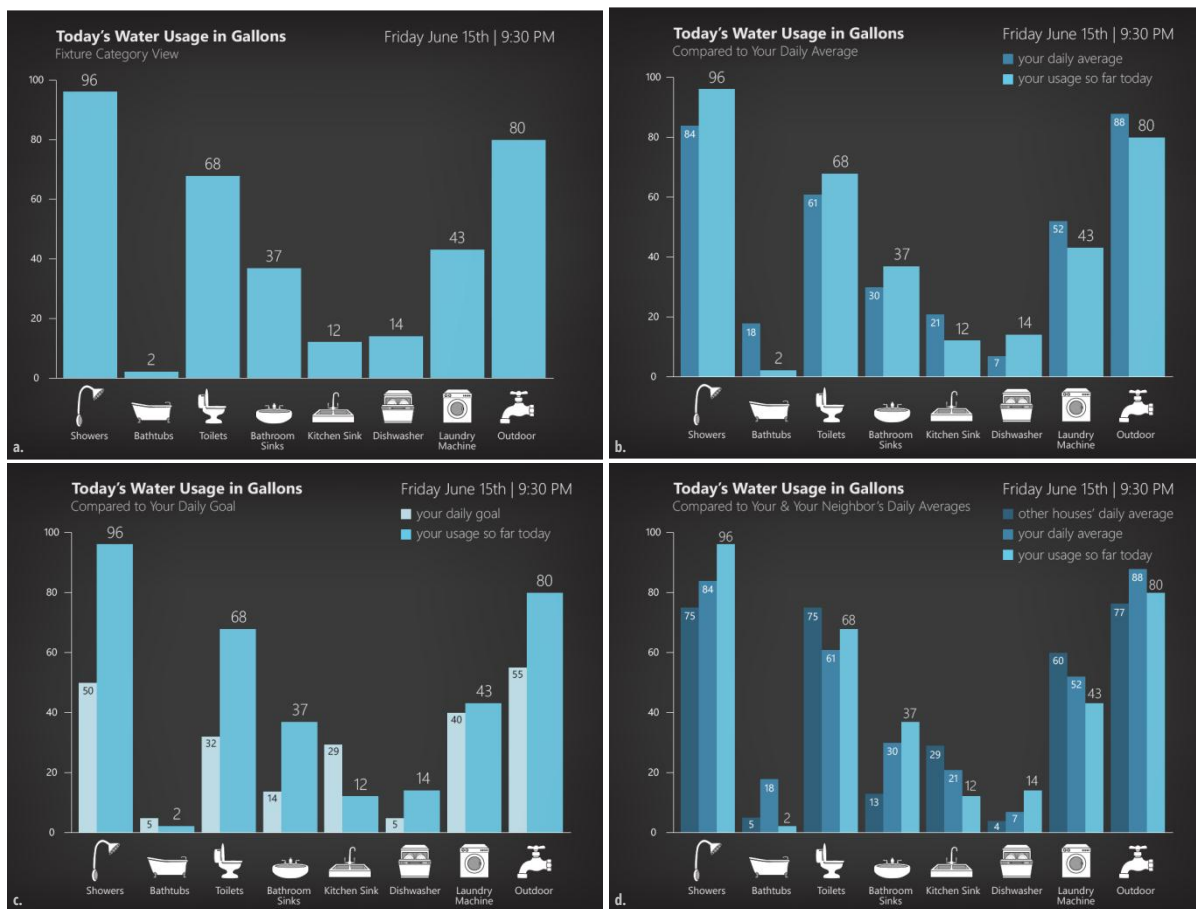 Today's Water Usage in Gallons
Friday June 15th | 9:30 PM
Fixture Category View
100
80
60
40
20
0
96
2
68
37
12
14
43
80
Showers
Bathtubs
Toilets
Bathroom
Sinks
Kitchen Sink
Dishwasher
Laundry
Machine
Outdoor
a.
Today's Water Usage in Gallons
Friday June 15th | 9:30 PM
Compared to Your Daily Average
your daily average
your usage so far today
100
80
60
40
20
0
84
96
18
2
61
68
30
37
21
12
7
14
52
43
88
80
Showers
Bathtubs
Toilets
Bathroom
Sinks
Kitchen Sink
Dishwasher
Laundry
Machine
Outdoor
b.
Today's Water Usage in Gallons
Friday June 15th | 9:30 PM
Compared to Your Daily Goal
your daily goal
your usage so far today
100
80
60
40
20
0
50
96
5
2
32
68
14
37
29
12
5
14
40
43
55
80
Showers
Bathtubs
Toilets
Bathroom
Sinks
Kitchen Sink
Dishwasher
Laundry
Machine
Outdoor
c.
Today's Water Usage in Gallons
Friday June 15th | 9:30 PM
Compared to Your & Your Neighbor's Daily Averages
other houses' daily average
your daily average
your usage so far today
100
80
60
40
20
0
75
84
96
5
18
2
75
61
68
13
30
37
29
21
12
4
7
14
60
52
43
77
88
80
Showers
Bathtubs
Toilets
Bathroom
Sinks
Kitchen Sink
Dishwasher
Laundry
Machine
Outdoor
d.